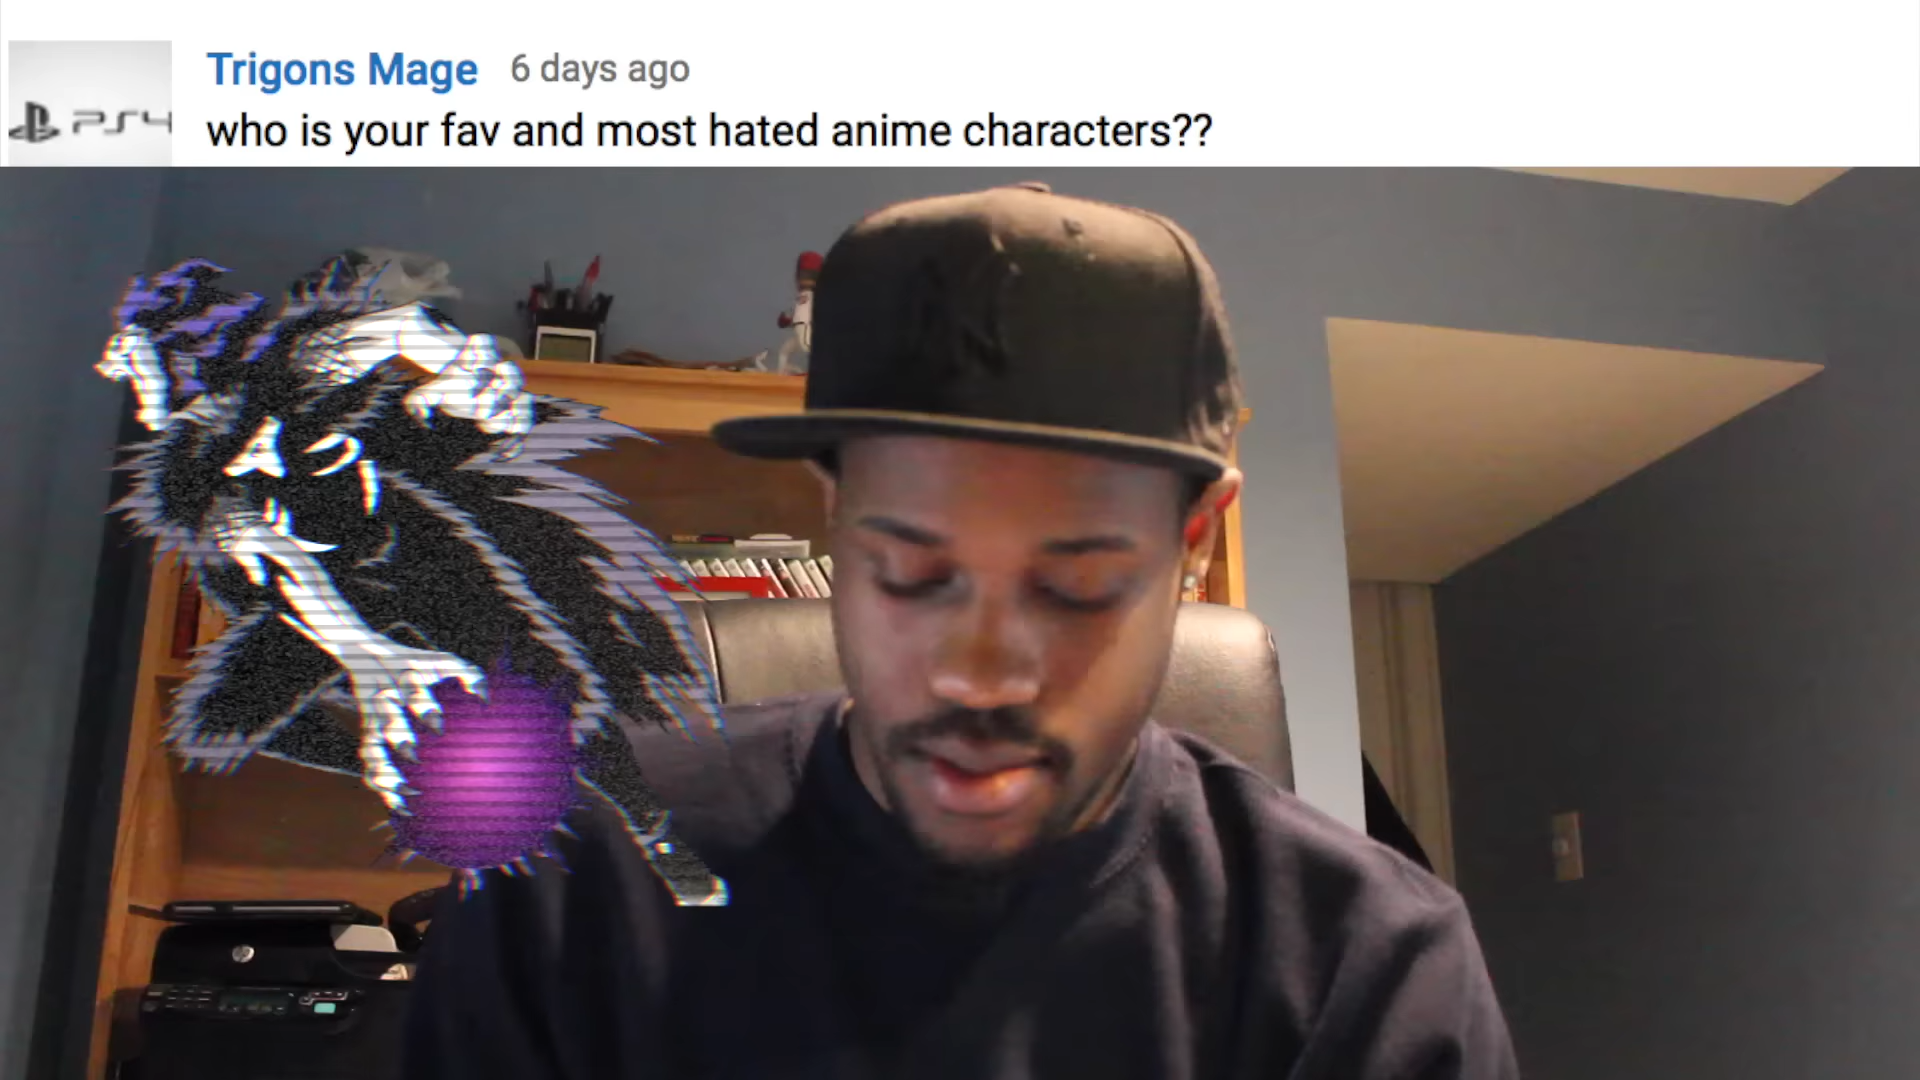 Trigons Mage 6 days ago
PS4
who is your fav and most hated anime characters??